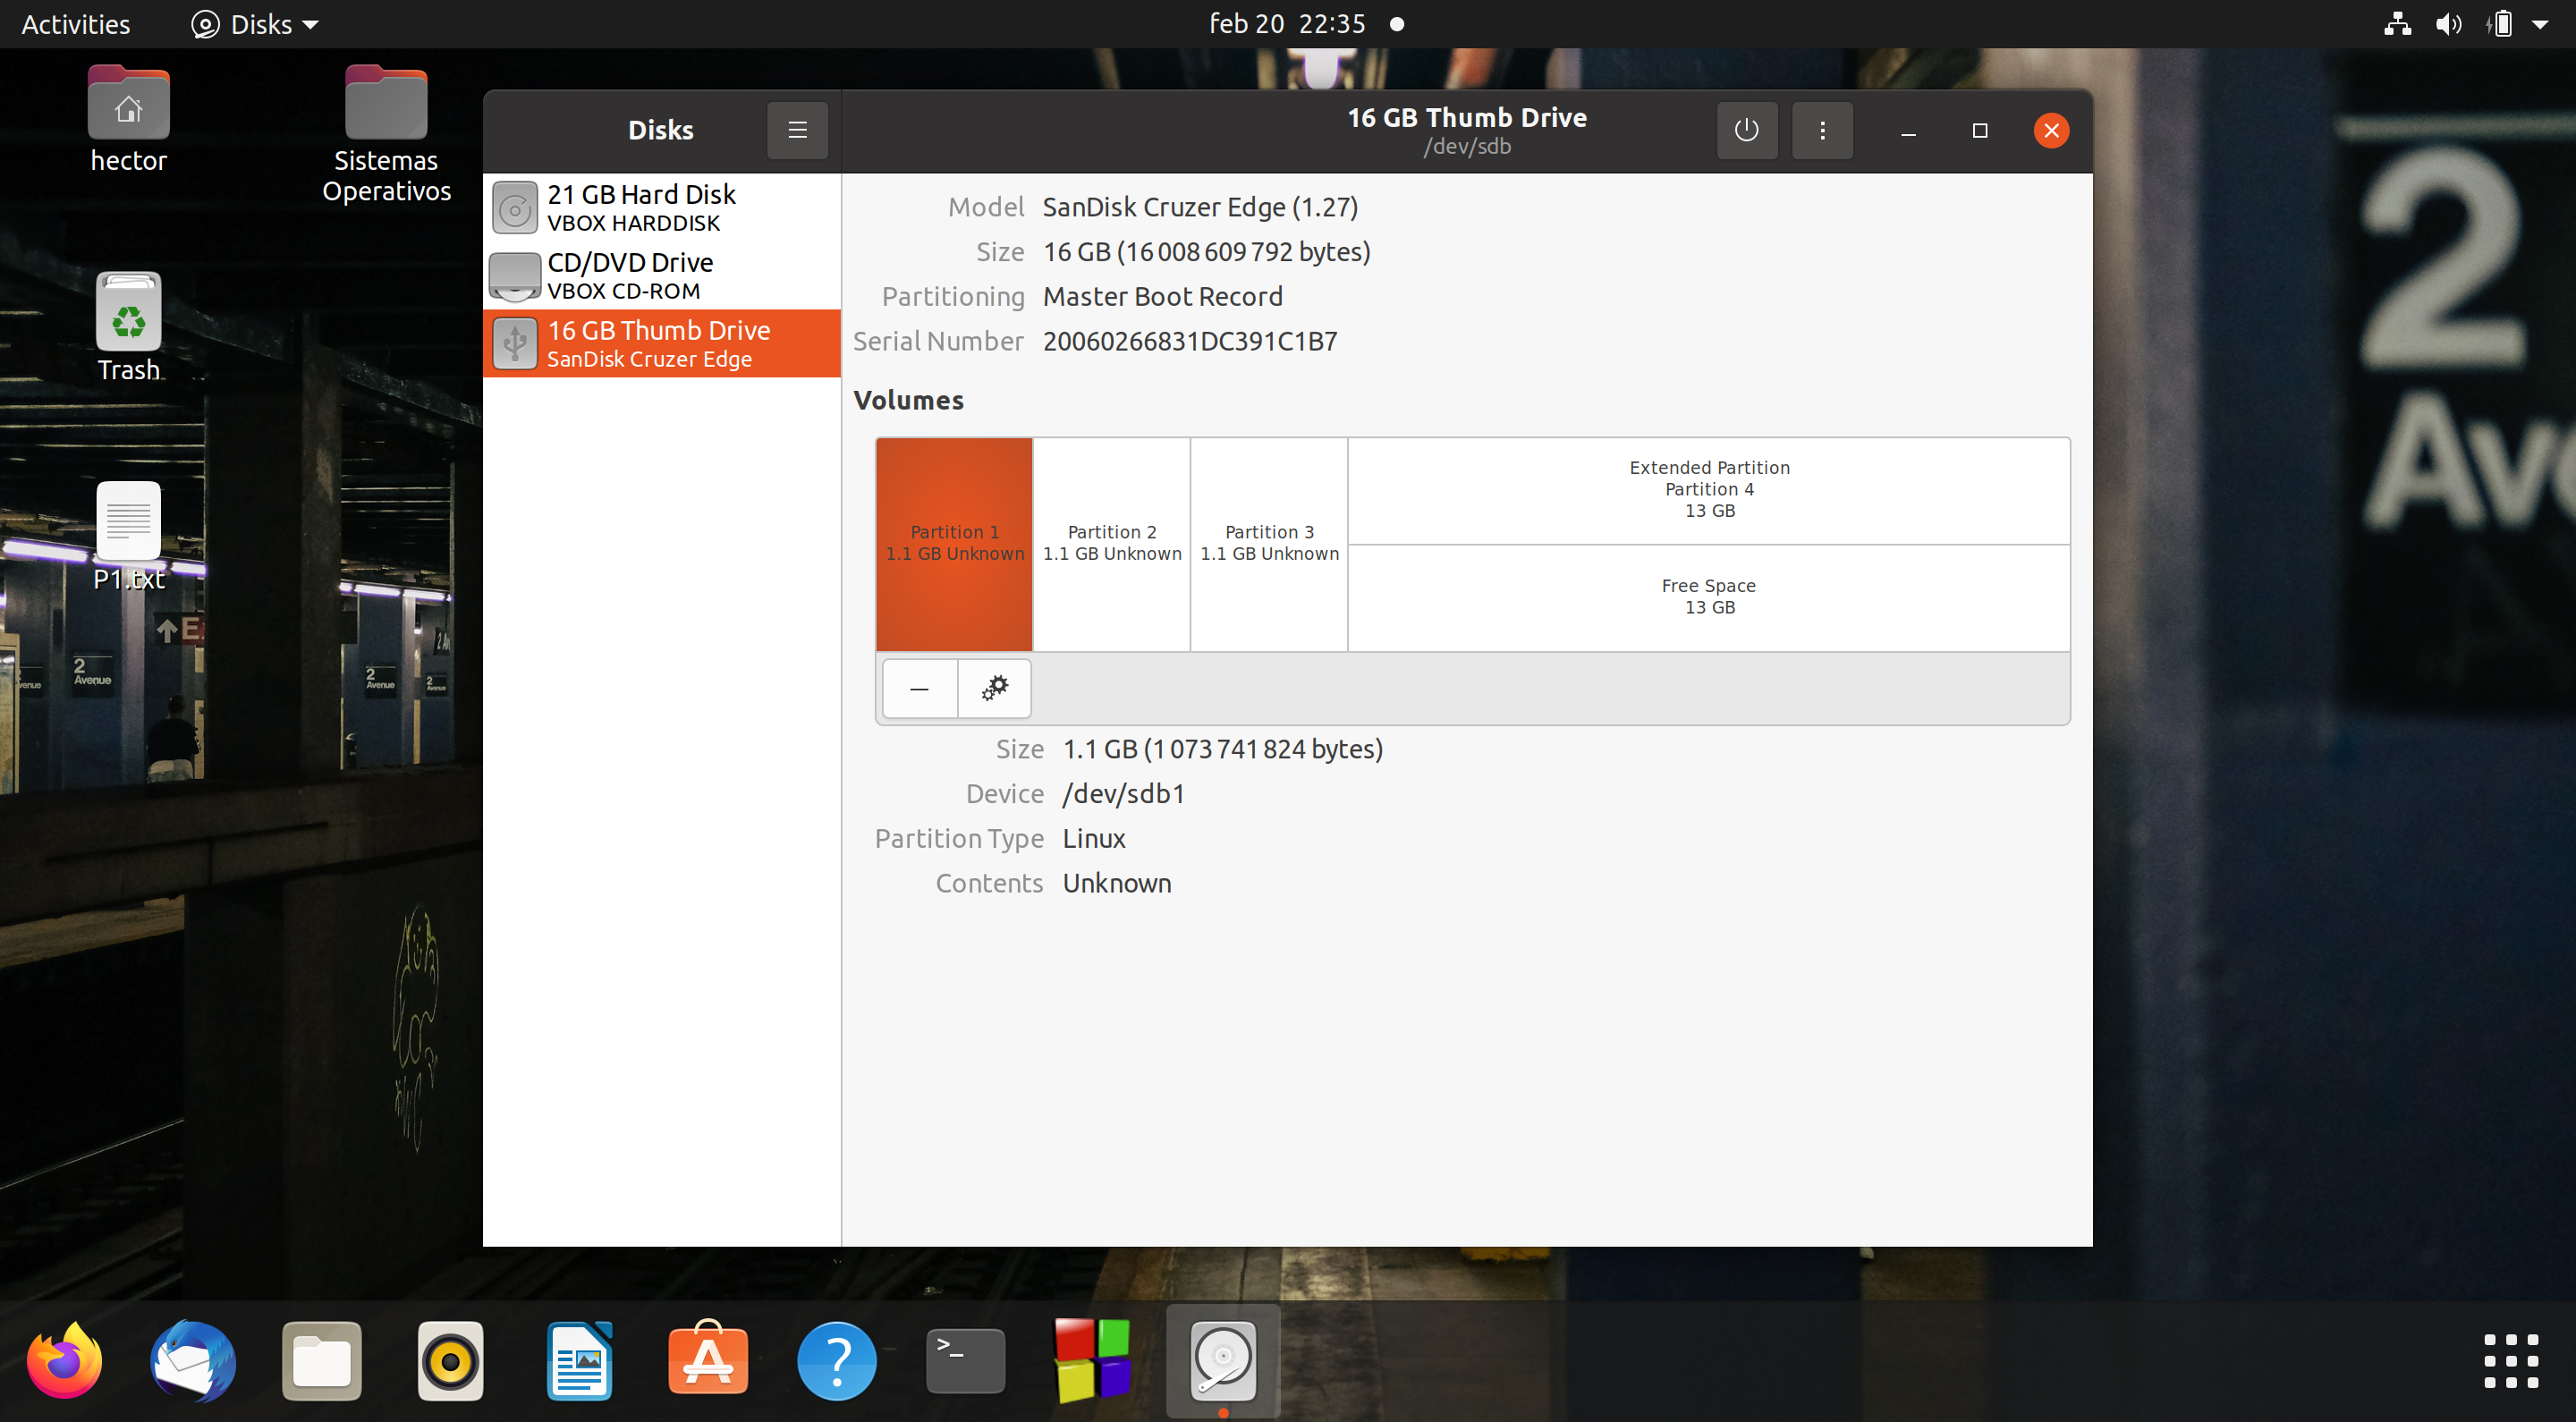 Activities
Disks
feb 20 22:35
hector
Sistemas
Operativos
Trash
P1.txt
Disks
16 GB Thumb Drive
/dev/sdb
21 GB Hard Disk
VBOX HARDDISK
CD/DVD Drive
VBOX CD-ROM
16 GB Thumb Drive
SanDisk Cruzer Edge
Model SanDisk Cruzer Edge (1.27)
Size 16 GB (16 008 609 792 bytes)
Partitioning Master Boot Record
Serial Number 20060266831DC391C1B7
Volumes
Partition 1
1.1 GB Unknown
Partition 2
1.1 GB Unknown
Partition 3
1.1 GB Unknown
Extended Partition
Partition 4
13 GB
Free Space
13 GB
Size 1.1 GB (1 073 741 824 bytes)
Device /dev/sdb1
Partition Type Linux
Contents Unknown
2
Avenue
2
Avenue
2
2